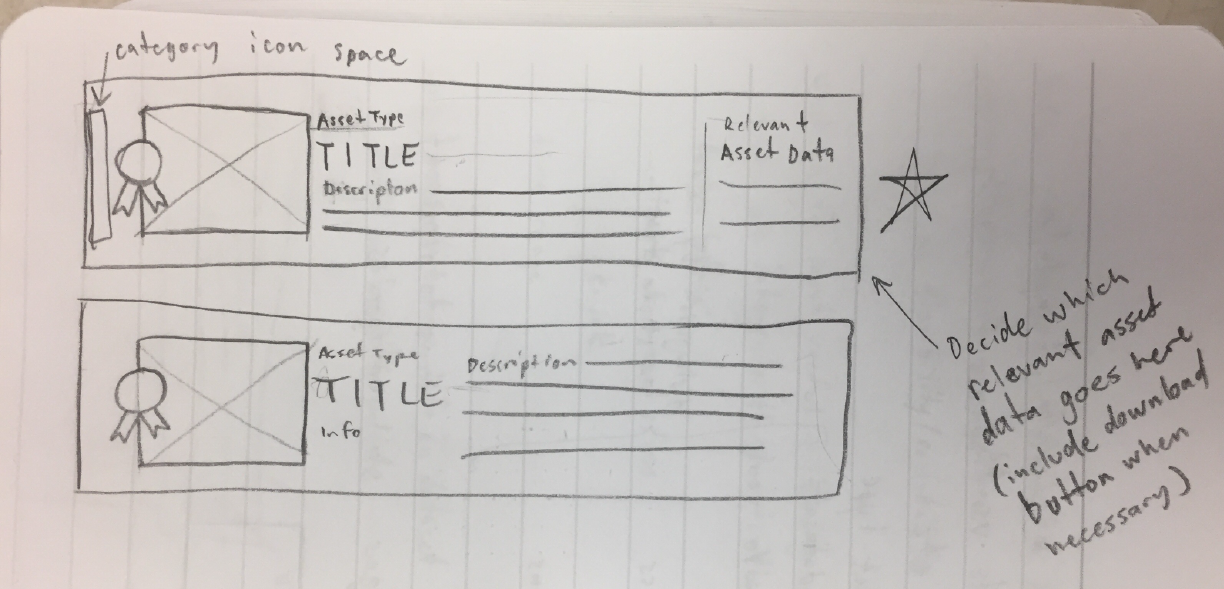 category icon space
Asset Type
TITLE
Discripton
Relevant
Asset Data
Asset Type
TITLE
Info
Description
Decide which
relevant asset
data goes here
(include download
button when
necessary)